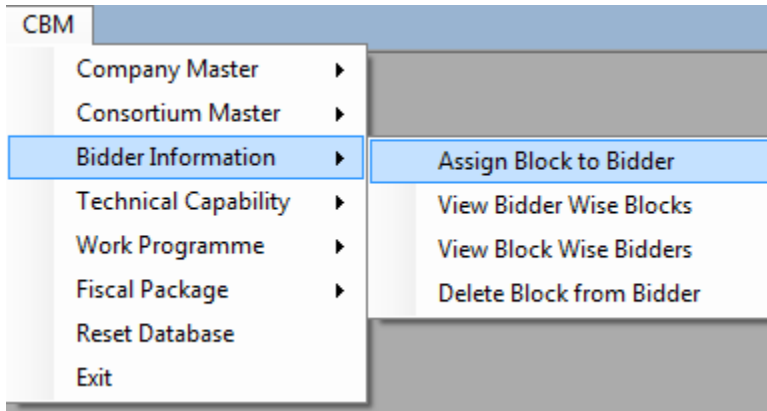 CBM
Company Master
Consortium Master
Bidder Information
Technical Capability
Work Programme
Fiscal Package
Reset Database
Exit
Assign Block to Bidder
View Bidder Wise Blocks
View Block Wise Bidders
Delete Block from Bidder